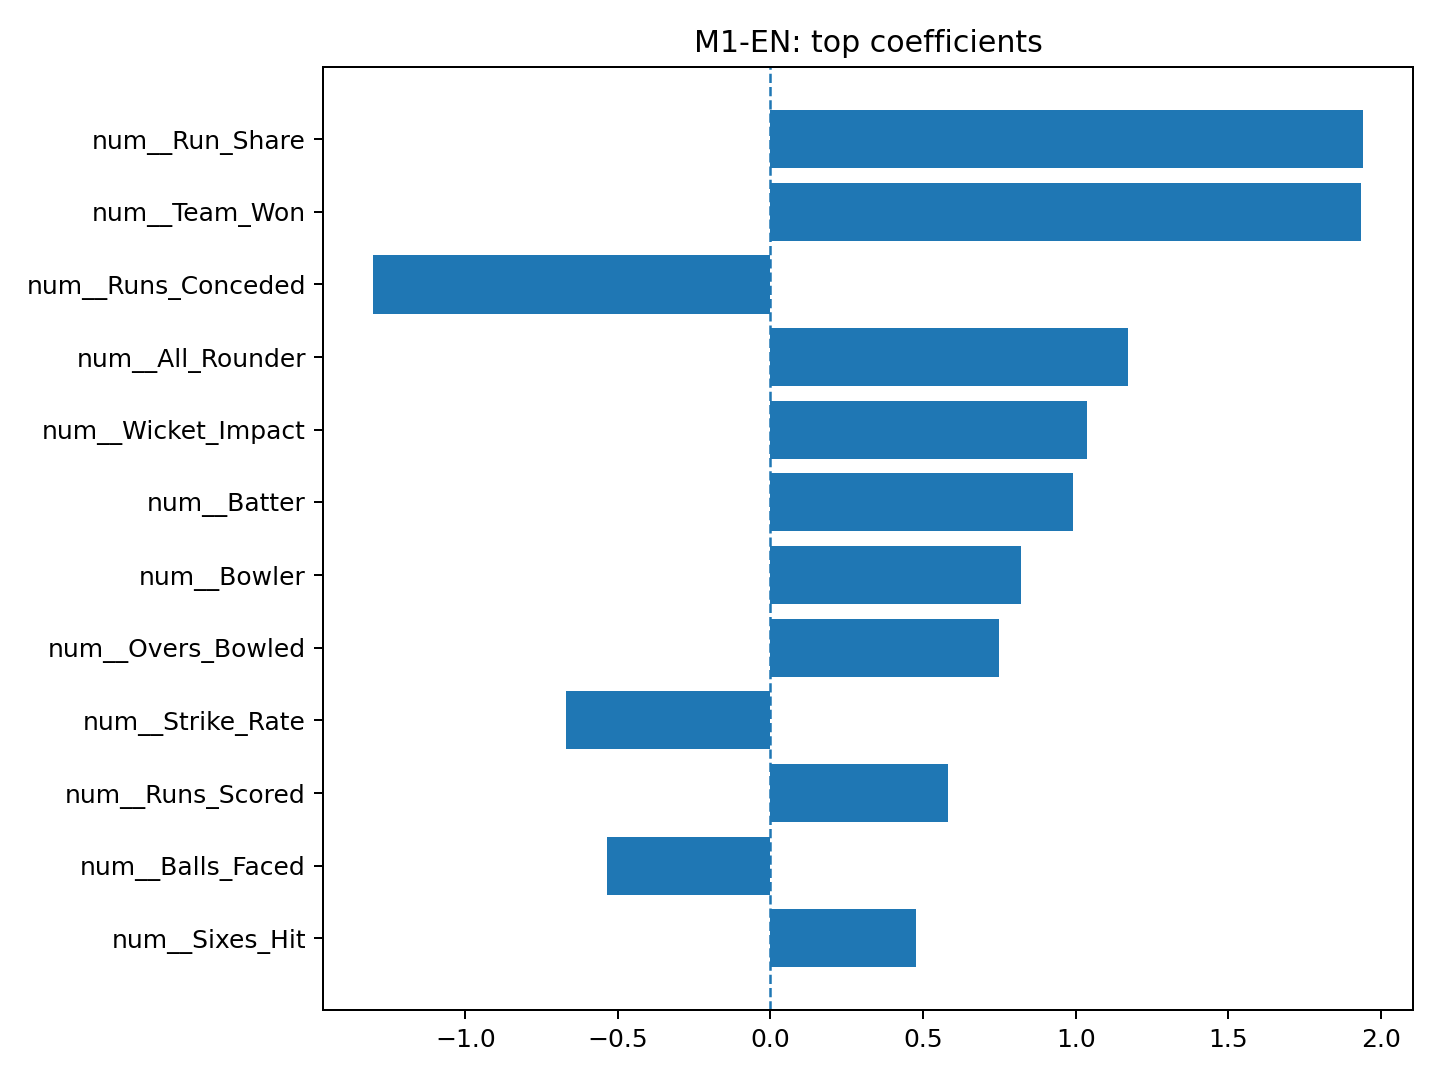 M1-EN: top coefficients
num__Run_Share
num__Team_Won
num__Runs_Conceded
num__All_Rounder
num__Wicket_Impact
num__Batter
num__Bowler
num__Overs_Bowled
num__Strike_Rate
num__Runs_Scored
num__Balls_Faced
num__Sixes_Hit
−1.0 −0.5 0.0 0.5 1.0 1.5 2.0